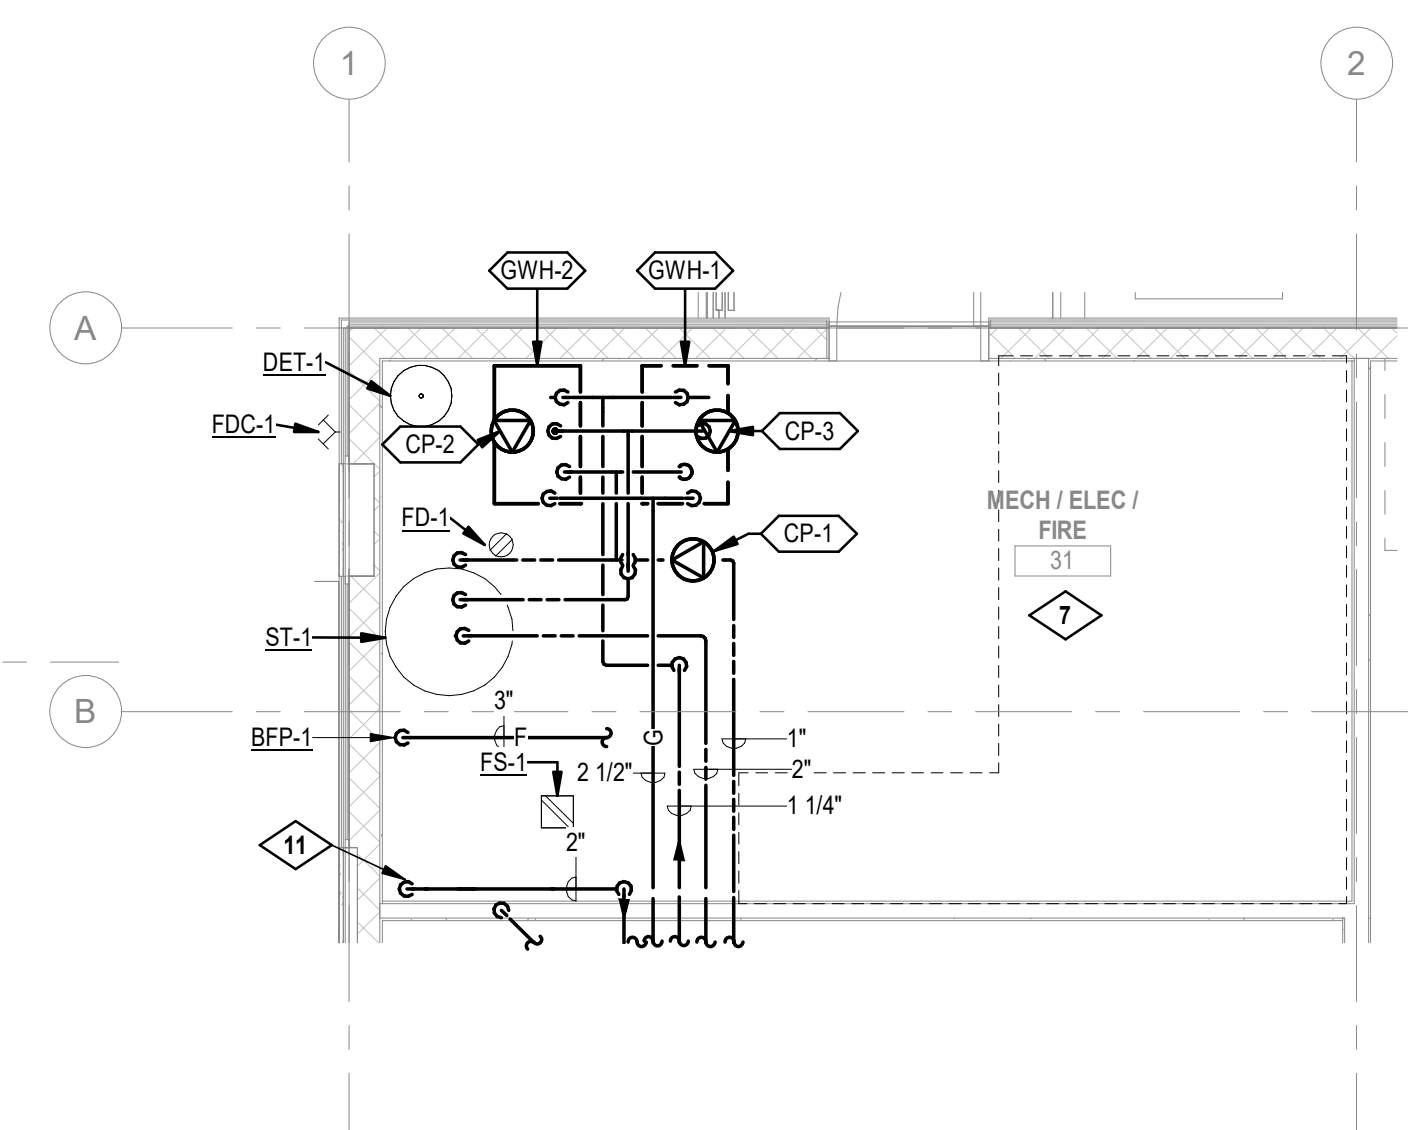 1
2
GWH-2
GWH-1
A
DET-1
FDC-1
CP-2
CP-3
MECH / ELEC /
FIRE
31
FD-1
CP-1
7
ST-1
B
3"
BFP-1
F
G
1"
FS-1
2 1/2"
2"
1 1/4"
11
2"